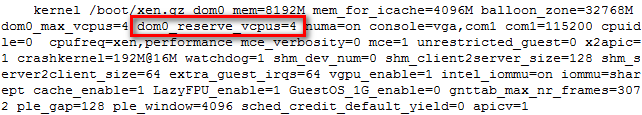 kernel /boot/xen.gz dom0_mem=8192M mem_for_icache=4096M balloon_zone=32768M
dom0_max_vcpus=4 dom0_reserve_vcpus=4 numa=on console=vga,com1 com1=115200 cpuid
le=0  cpufreq=xen,performance mce_verbosity=0 mce=1 unrestricted_guest=0 x2apic=
1 crashkernel=192M@16M watchdog=1 shm_dev_num=0 shm_client2server_size=128 shm_s
erver2client_size=64 extra_guest_irqs=64 vgpu_enable=1 intel_iommu=on iommu=shar
ept cache_enable=1 LazyFPU_enable=1 GuestOS_1G_enable=0 gnttab_max_nr_frames=307
2 ple_gap=128 ple_window=4096 sched_credit_default_yield=0 apicv=1